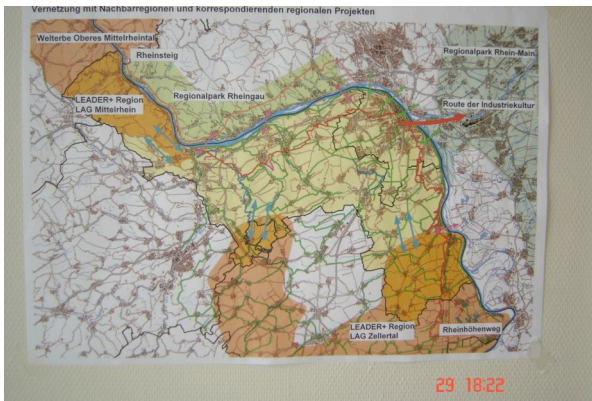 Vernetzung mit Nachbarregionen und korrespondierenden regionalen Projekten
Welterbe Oberes Mittelrheintal
Rheinsteig
Regionalpark Rhein-Main
LEADER+ Region
LAG Mittelrhein
Regionalpark Rheingau
Route der Industriekultur
LEADER+ Region
LAG Zellertal
Rheinhöhenweg
29 18:22